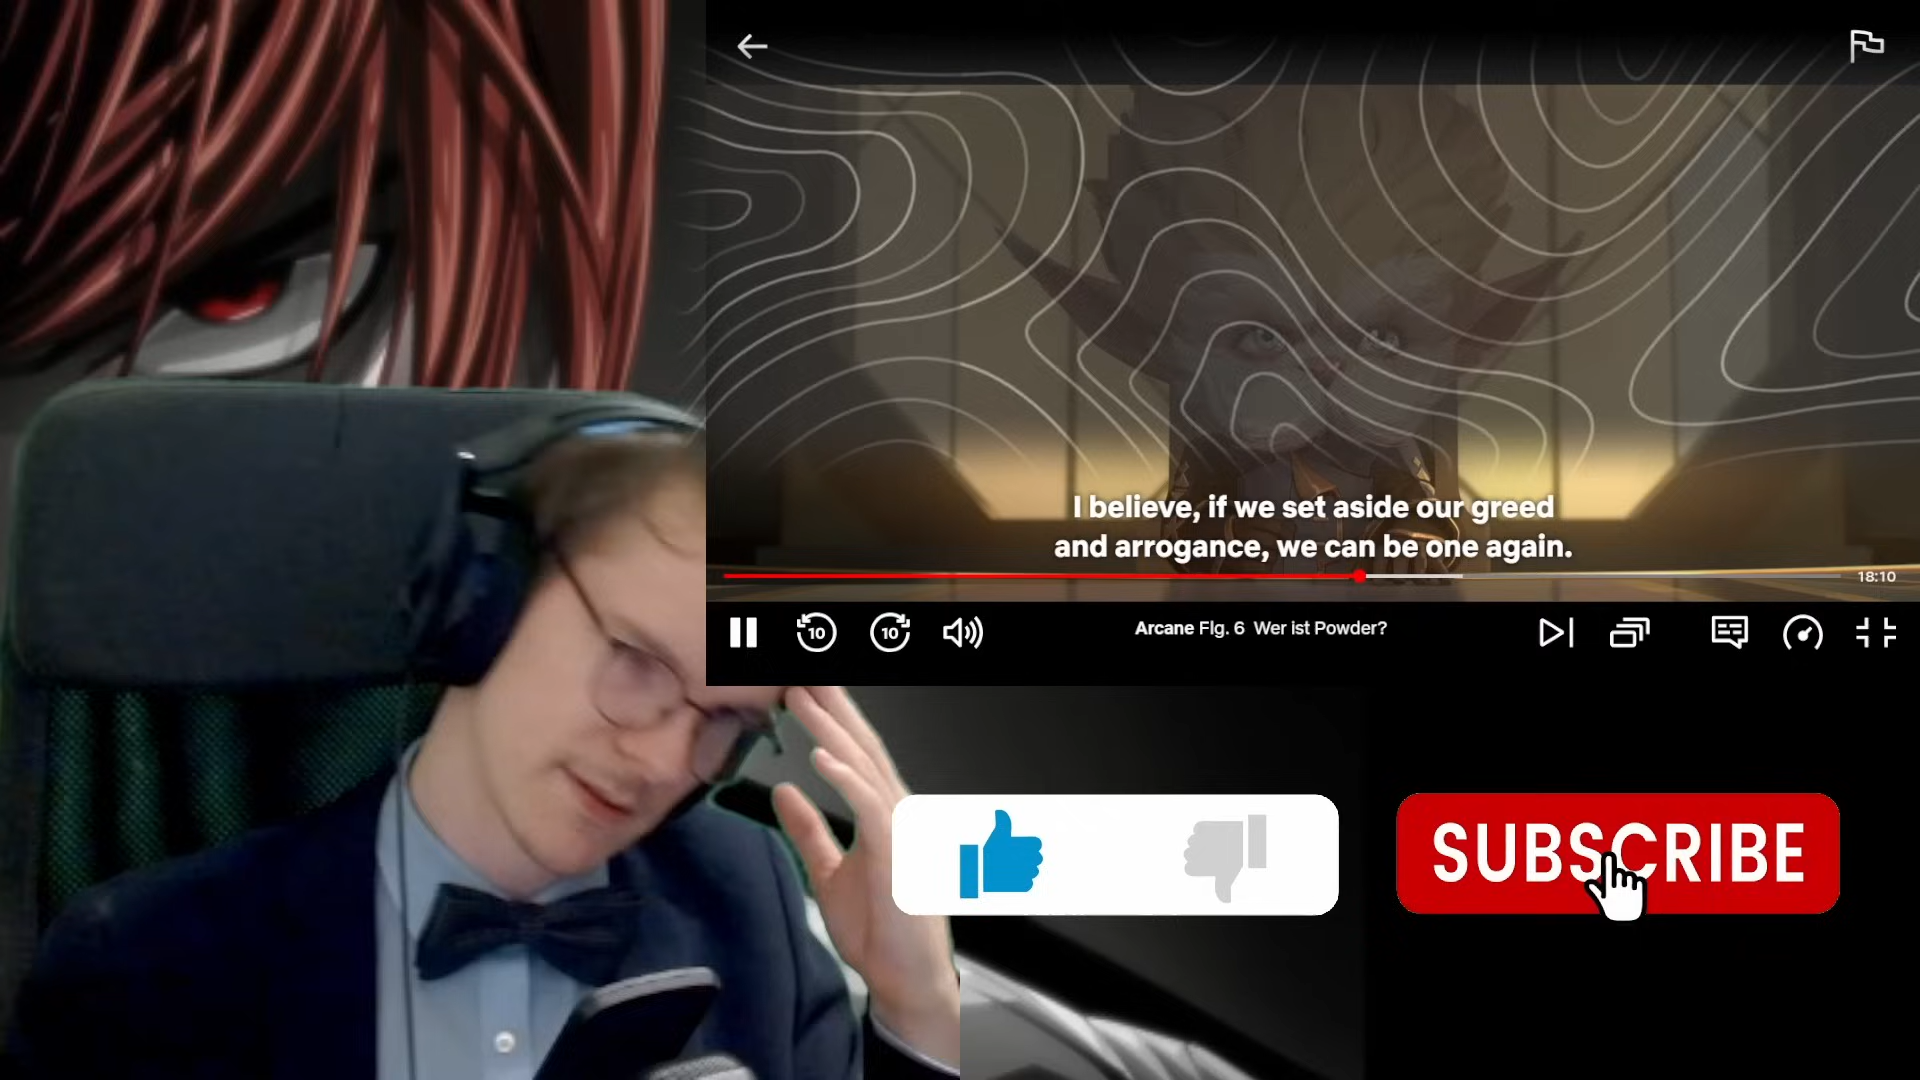 I believe, if we set aside our greed
and arrogance, we can be one again.
18:10
10
10
Arcane Flg. 6 Wer ist Powder?
SUBSCRIBE